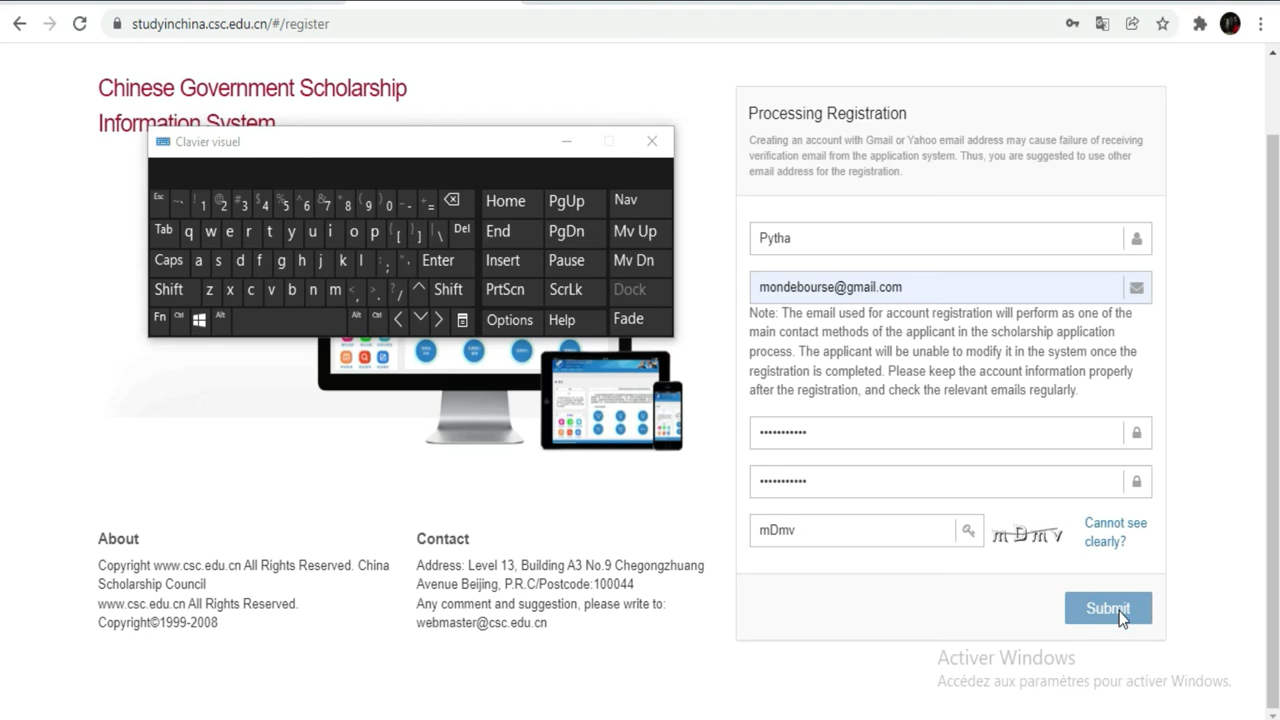 studyinchina.csc.edu.cn/#/register
Chinese Government Scholarship
Information System
Clavier visuel
Esc ~ ` ! 1 @ 2 # 3 $ 4 % 5 ^ 6 & 7 * 8 ( 9 ) 0 _ - + = Home PgUp Nav
Tab q w e r t y u i o p { [ } ] | \ Del End PgDn Mv Up
Caps a s d f g h j k l : ; " ' Enter Insert Pause Mv Dn
Shift z x c v b n m < , > . ? / Shift PrtScn ScrLk Dock
Fn Ctrl Alt Alt Ctrl Options Help Fade
Processing Registration
Creating an account with Gmail or Yahoo email address may cause failure of receiving
verification email from the application system. Thus, you are suggested to use other
email address for the registration.
Pytha
mondebourse@gmail.com
Note: The email used for account registration will perform as one of the
main contact methods of the applicant in the scholarship application
process. The applicant will be unable to modify it in the system once the
registration is completed. Please keep the account information properly
after the registration, and check the relevant emails regularly.
•••••••••••
•••••••••••
mDmv
mDmv
Cannot see
clearly?
Submit
About
Copyright www.csc.edu.cn All Rights Reserved. China
Scholarship Council
www.csc.edu.cn All Rights Reserved.
Copyright©1999-2008
Contact
Address: Level 13, Building A3 No.9 Chegongzhuang
Avenue Beijing, P.R.C/Postcode:100044
Any comment and suggestion, please write to:
webmaster@csc.edu.cn
Activer Windows
Accédez aux paramètres pour activer Windows.